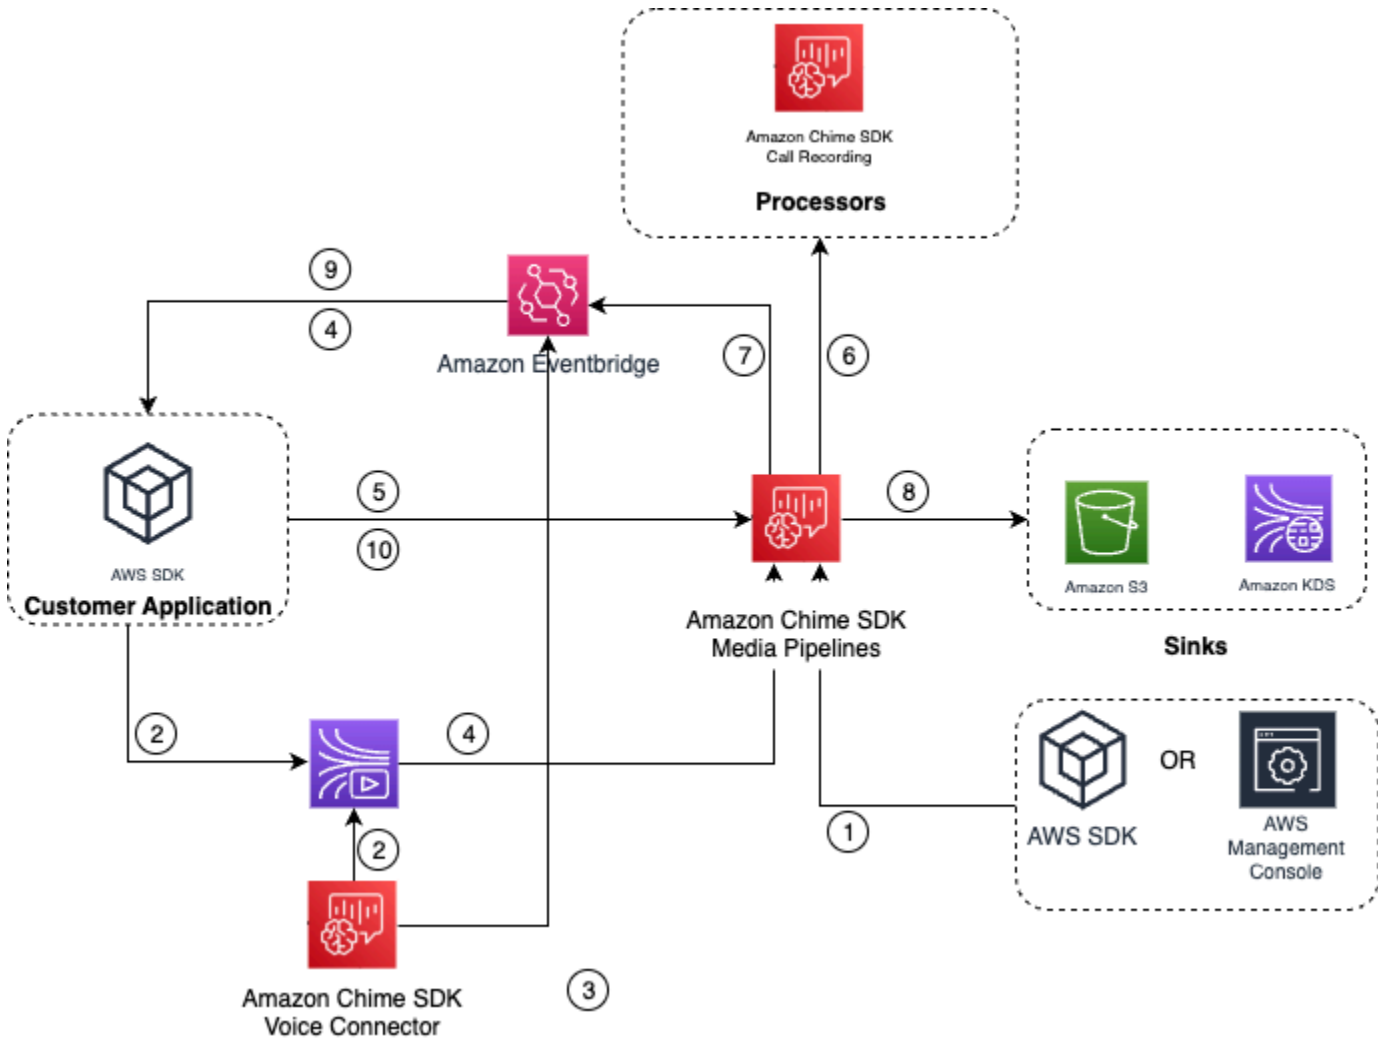 Amazon Chime SDK
Call Recording
Processors
9
4
Amazon Eventbridge
7
6
AWS SDK
Customer Application
5
10
8
Amazon S3
Amazon KDS
Sinks
Amazon Chime SDK
Media Pipelines
2
4
2
1
AWS SDK
OR
AWS
Management
Console
Amazon Chime SDK
Voice Connector
3